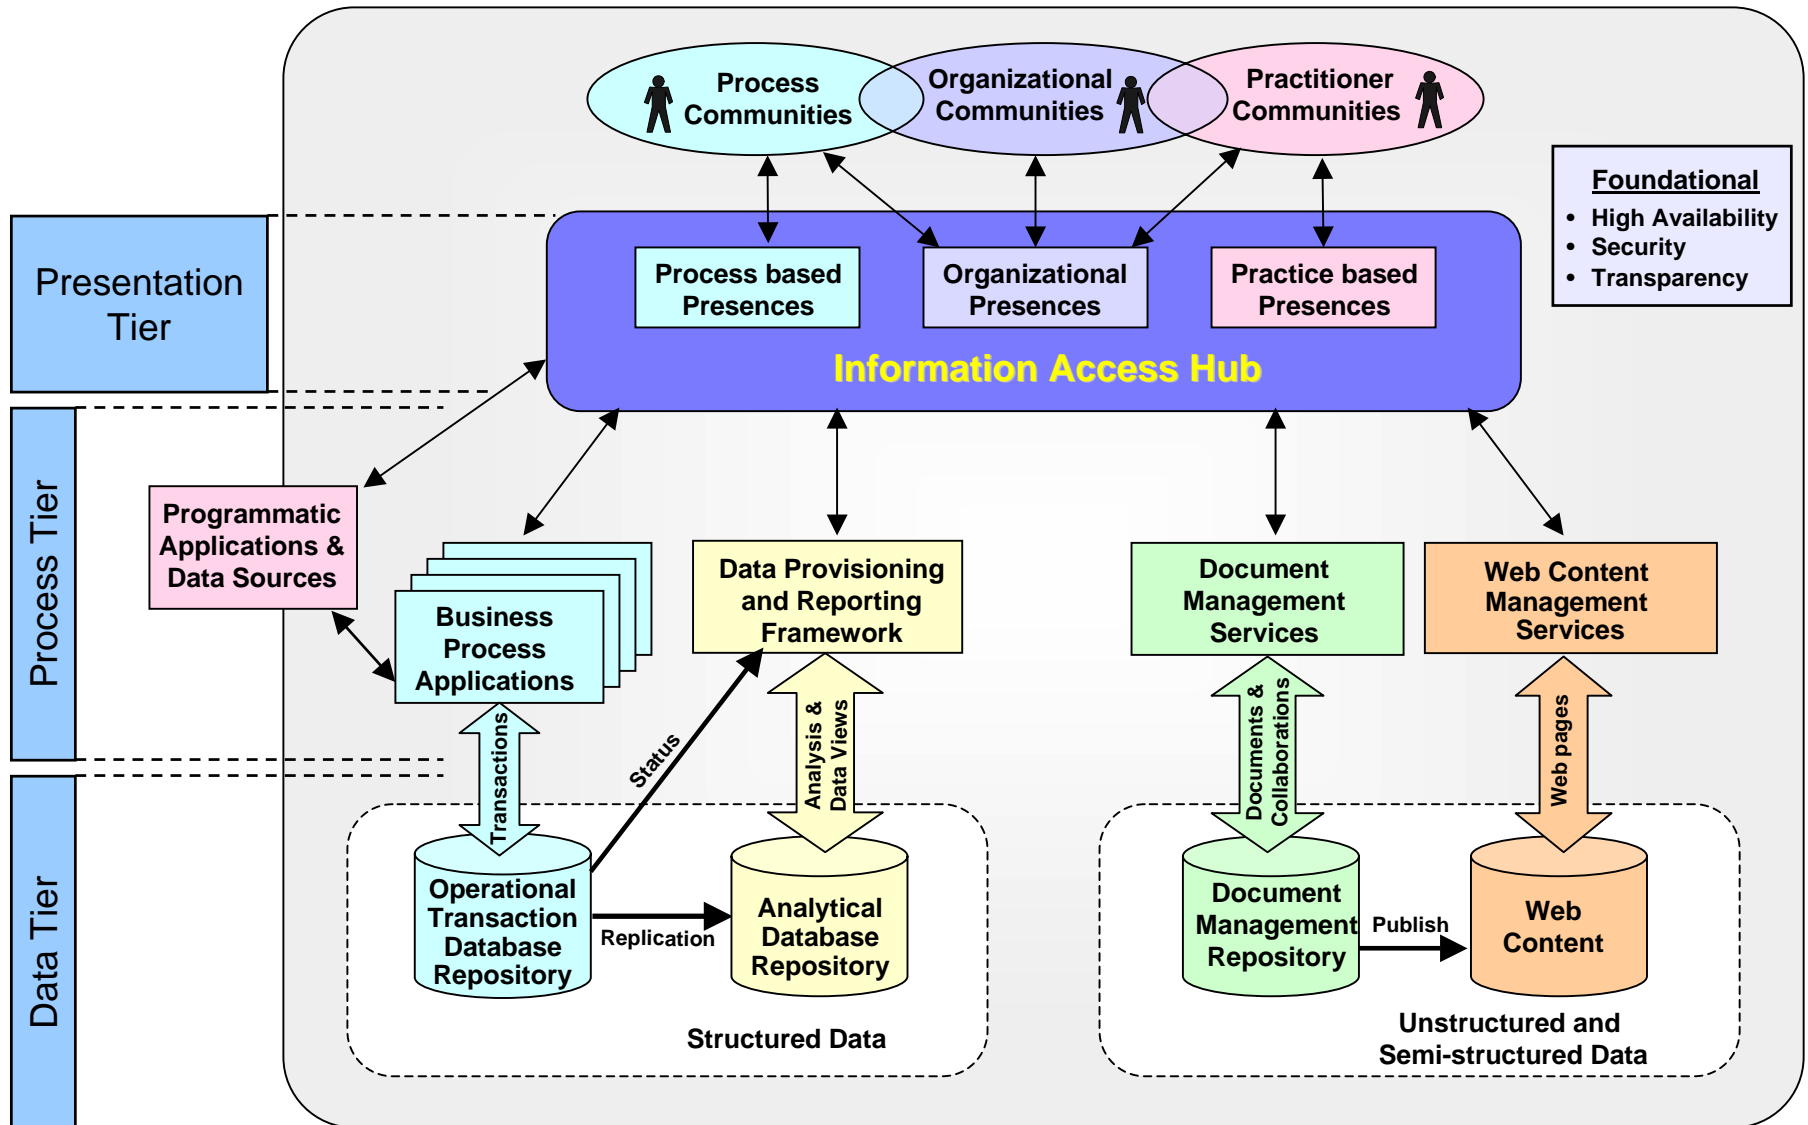 Process
Communities
Organizational
Communities
Practitioner
Communities
Foundational
• High Availability
• Security
• Transparency
Presentation
Tier
Process based
Presences
Organizational
Presences
Practice based
Presences
Information Access Hub
Process Tier
Programmatic
Applications &
Data Sources
Business
Process
Applications
Data Provisioning
and Reporting
Framework
Document
Management
Services
Web Content
Management
Services
Transactions
Status
Analysis &
Data Views
Documents &
Collaborations
Web pages
Data Tier
Operational
Transaction
Database
Repository
Replication
Analytical
Database
Repository
Document
Management
Repository
Publish
Web
Content
Structured Data
Unstructured and
Semi-structured Data